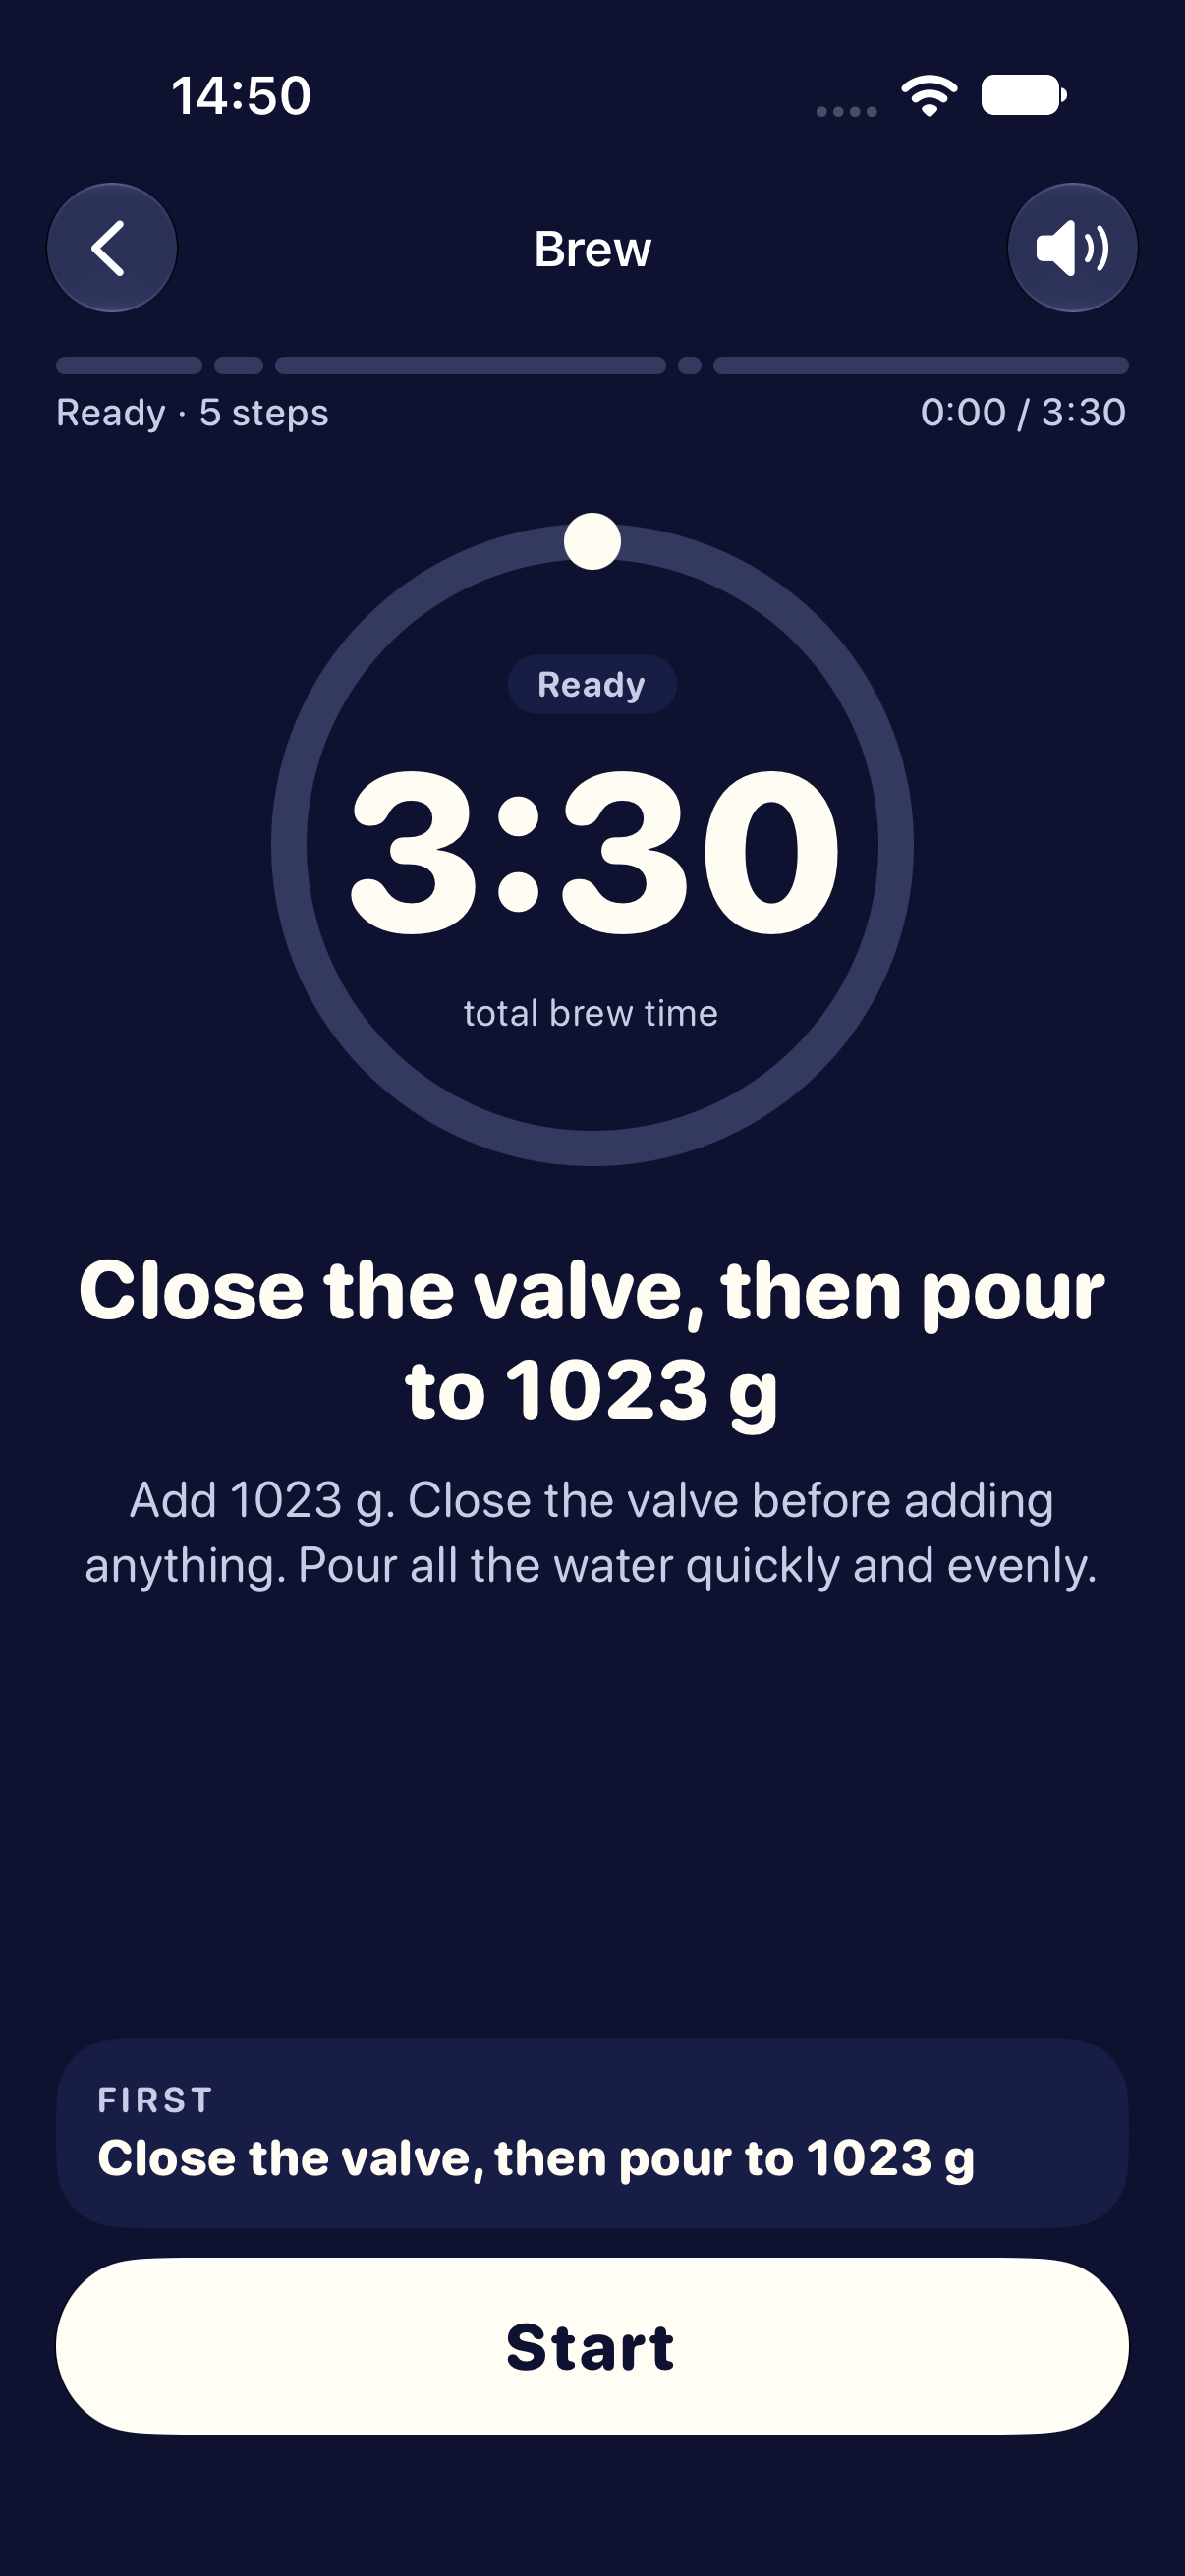 14:50
Brew
Ready · 5 steps
0:00 / 3:30
Ready
3:30
total brew time
Close the valve, then pour
to 1023 g
Add 1023 g. Close the valve before adding
anything. Pour all the water quickly and evenly.
FIRST
Close the valve, then pour to 1023 g
Start